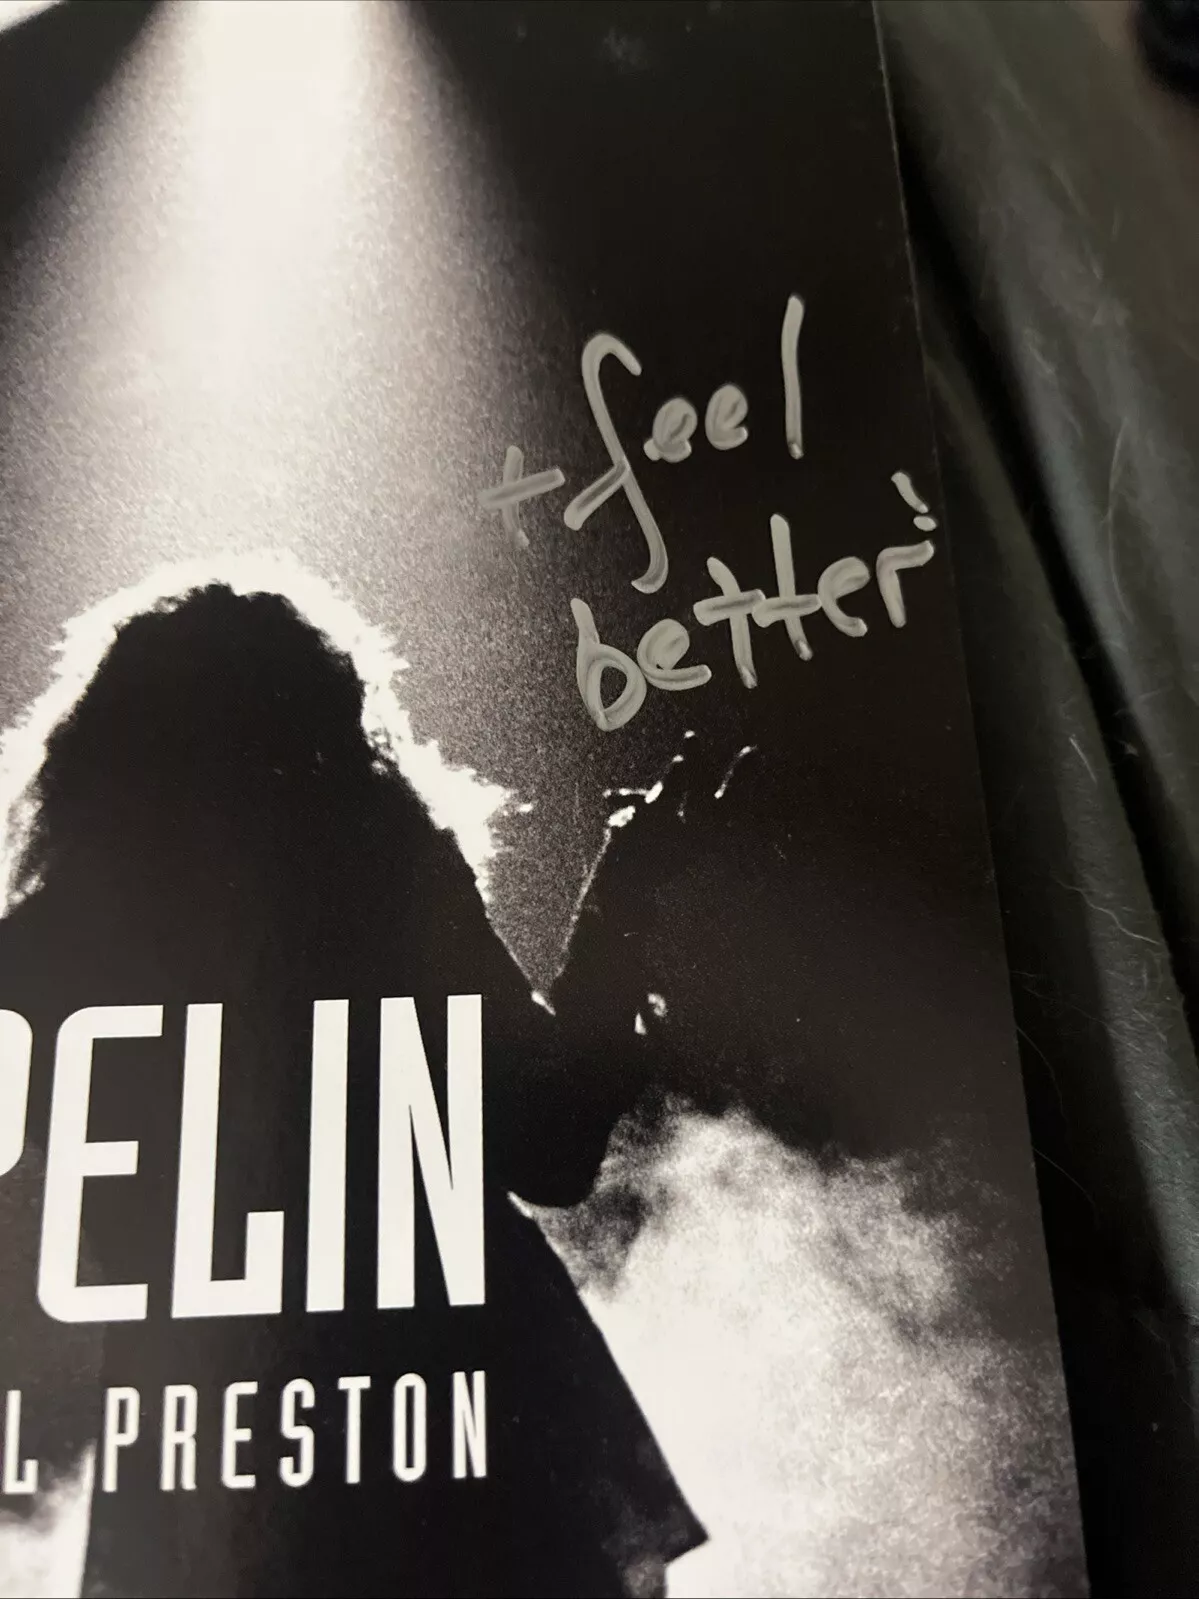 + feel
better!
PELIN
L PRESTON